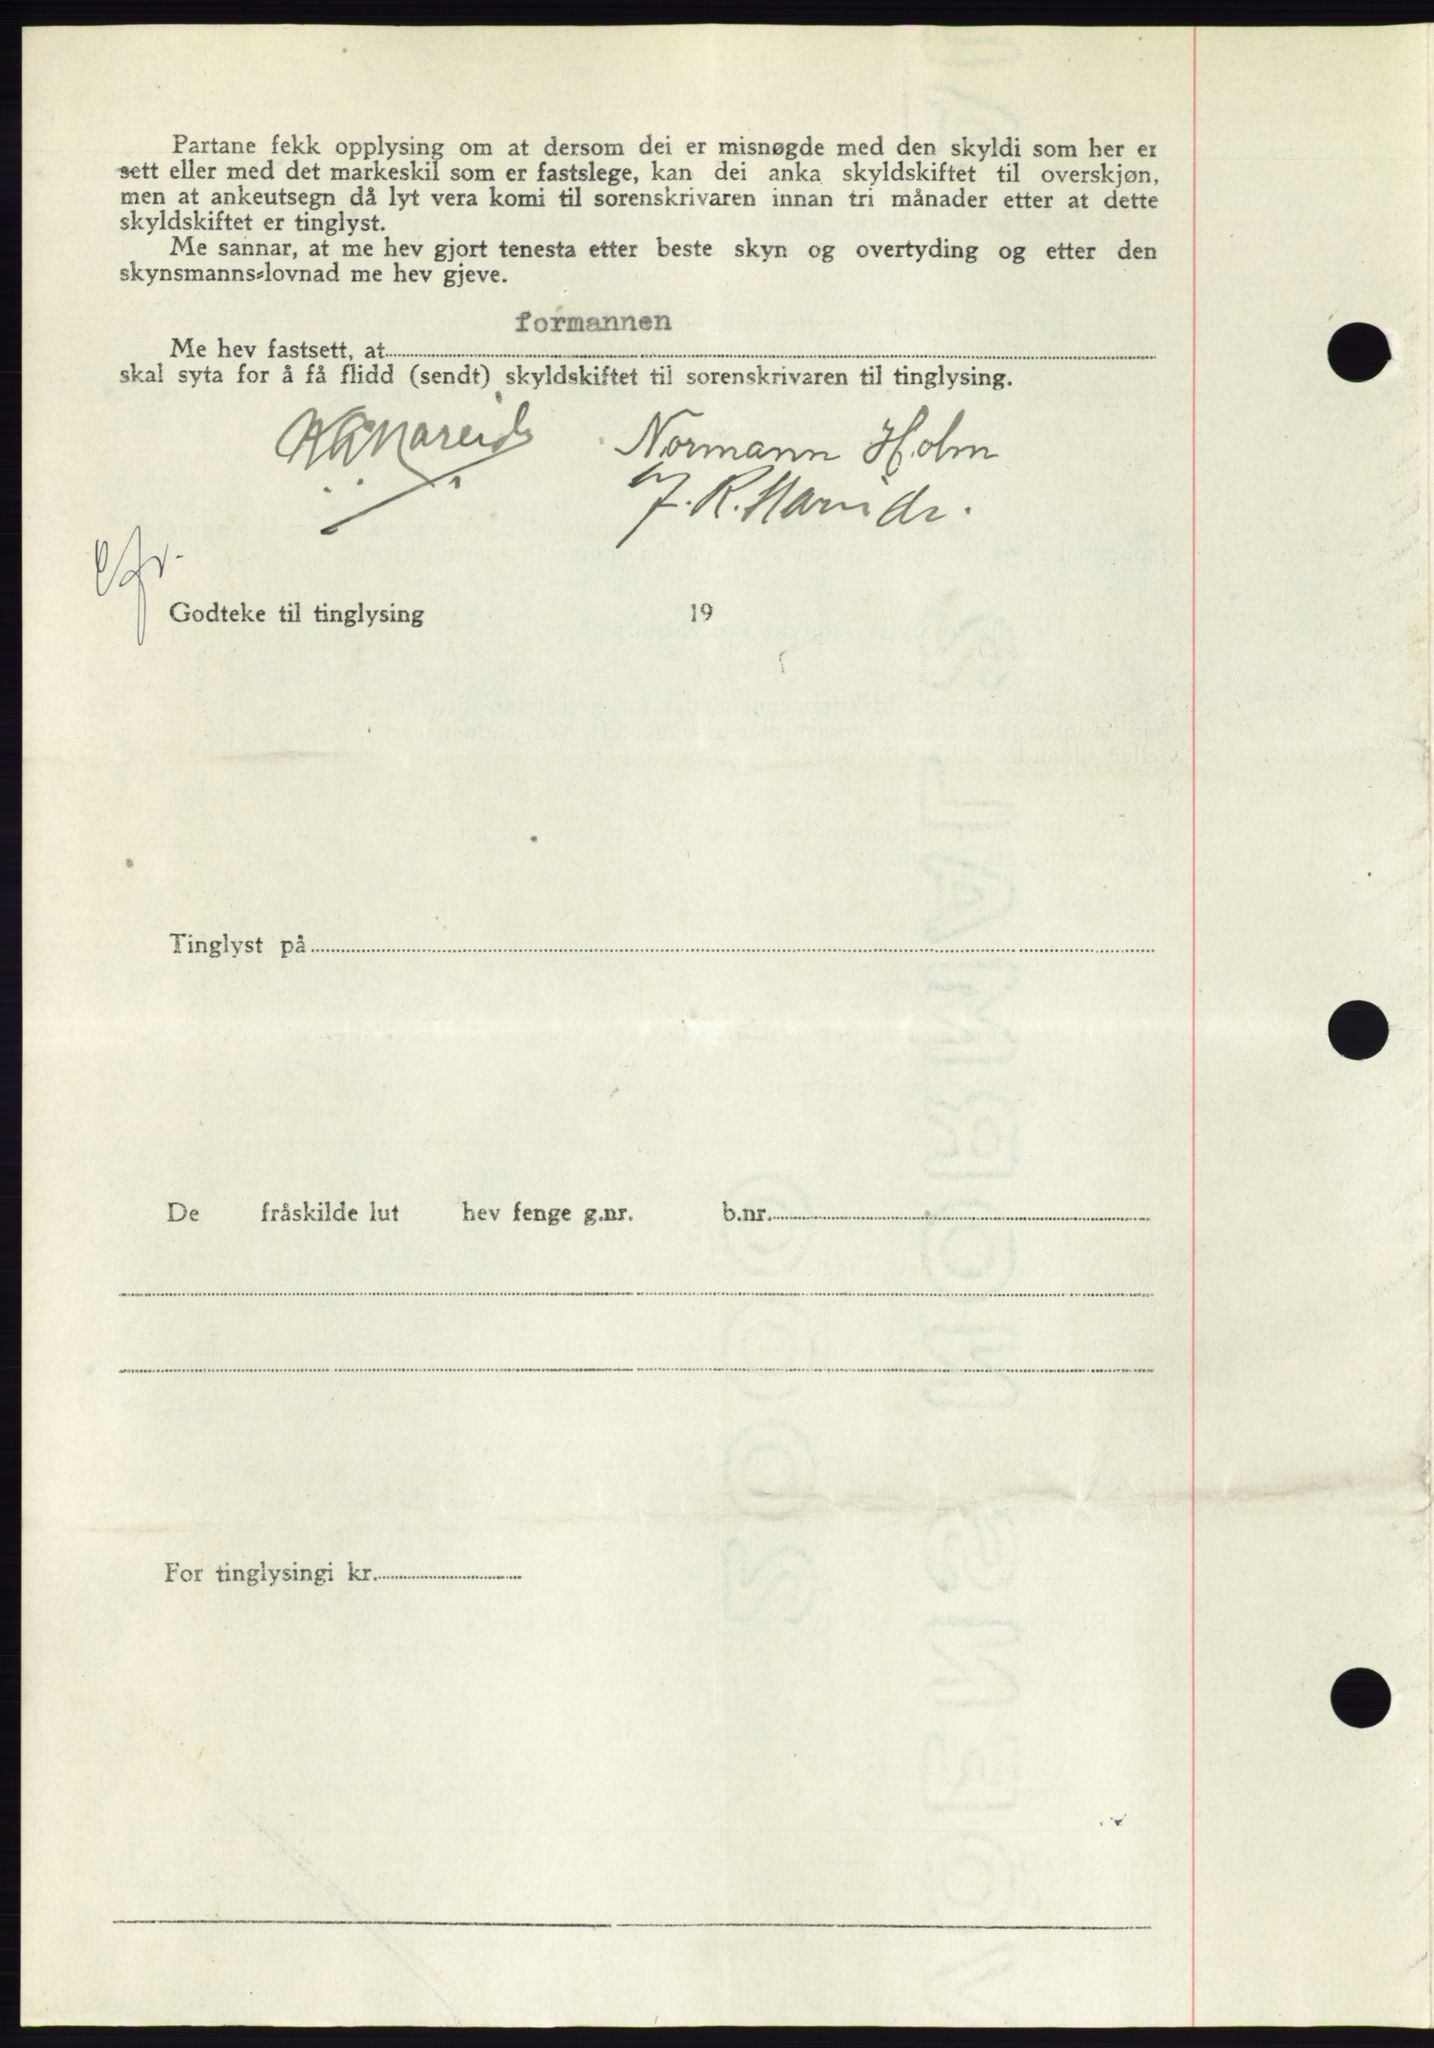 Partane fekk opplysing om at dersom dei er misnøgde med den skyldi som her er
sett eller med det markeskil som er fastslege, kan dei anka skyldskiftet til overskjøn,
men at ankeutsegn då lyt vera komi til sorenskrivaren innan tri månader etter at dette
skyldskiftet er tinglyst.
Me sannar, at me hev gjort tenesta etter beste skyn og overtyding og etter den
skynsmanns-lovnad me hev gjeve.
formannen
Me hev fastsett, at
skal syta for å få flidd (sendt) skyldskiftet til sorenskrivaren til tinglysing.
Normann Holm
Godteke til tinglysing 19
Tinglyst på
De fråskilde lut hev fenge g.nr. b.nr.
For tinglysingi kr.